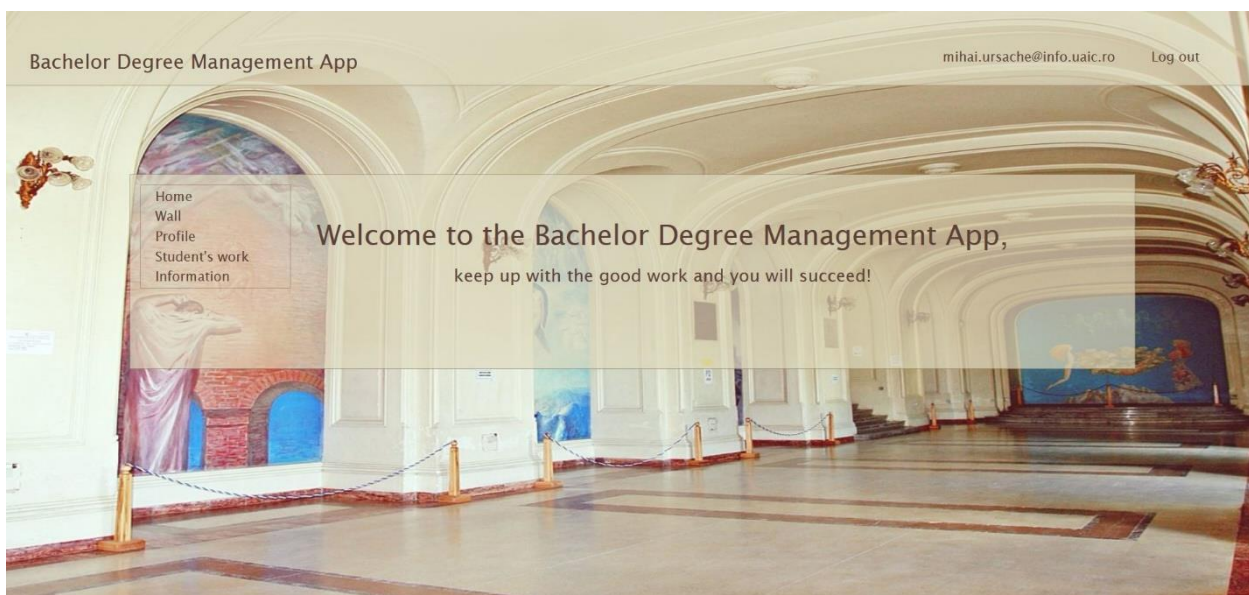 Bachelor Degree Management App
mihai.ursache@info.uaic.ro
Log out
Home
Wall
Profile
Student's work
Information
Welcome to the Bachelor Degree Management App,
keep up with the good work and you will succeed!